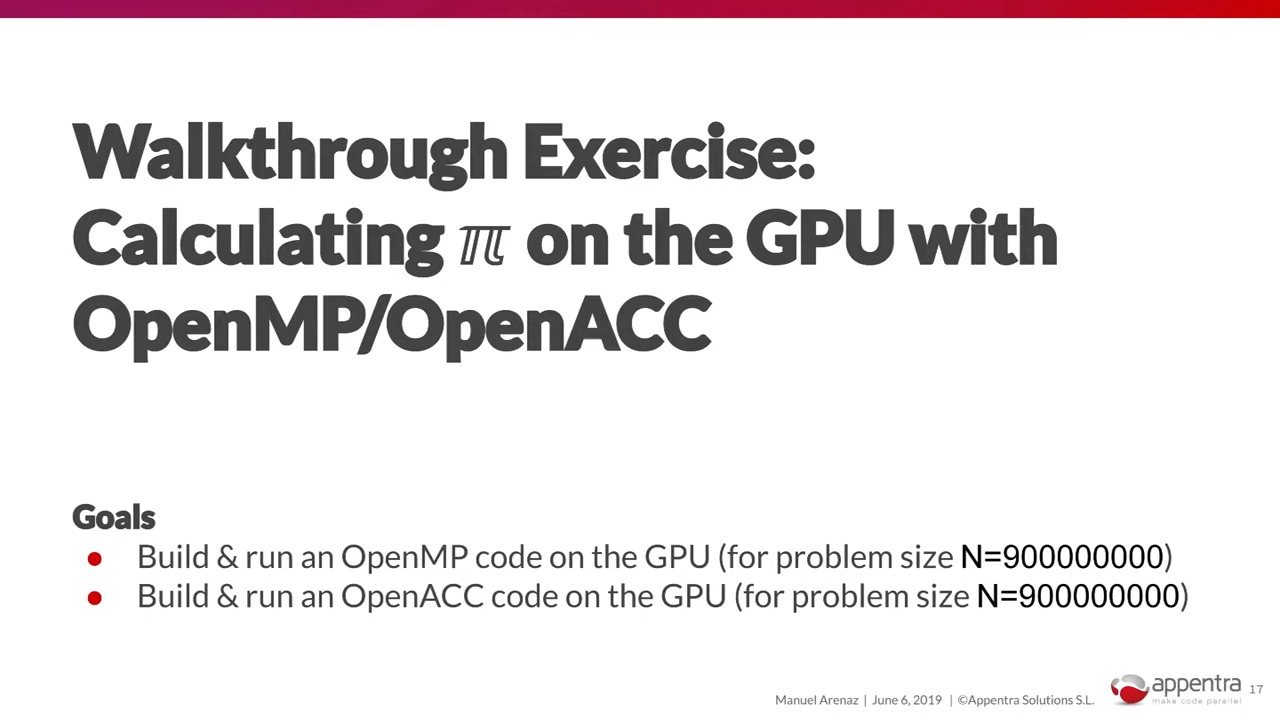 Walkthrough Exercise:
Calculating ℼ on the GPU with
OpenMP/OpenACC
Goals
● Build & run an OpenMP code on the GPU (for problem size N=900000000)
● Build & run an OpenACC code on the GPU (for problem size N=900000000)
Manuel Arenaz | June 6, 2019 | ©Appentra Solutions S.L.
appentra
make code parallel
17